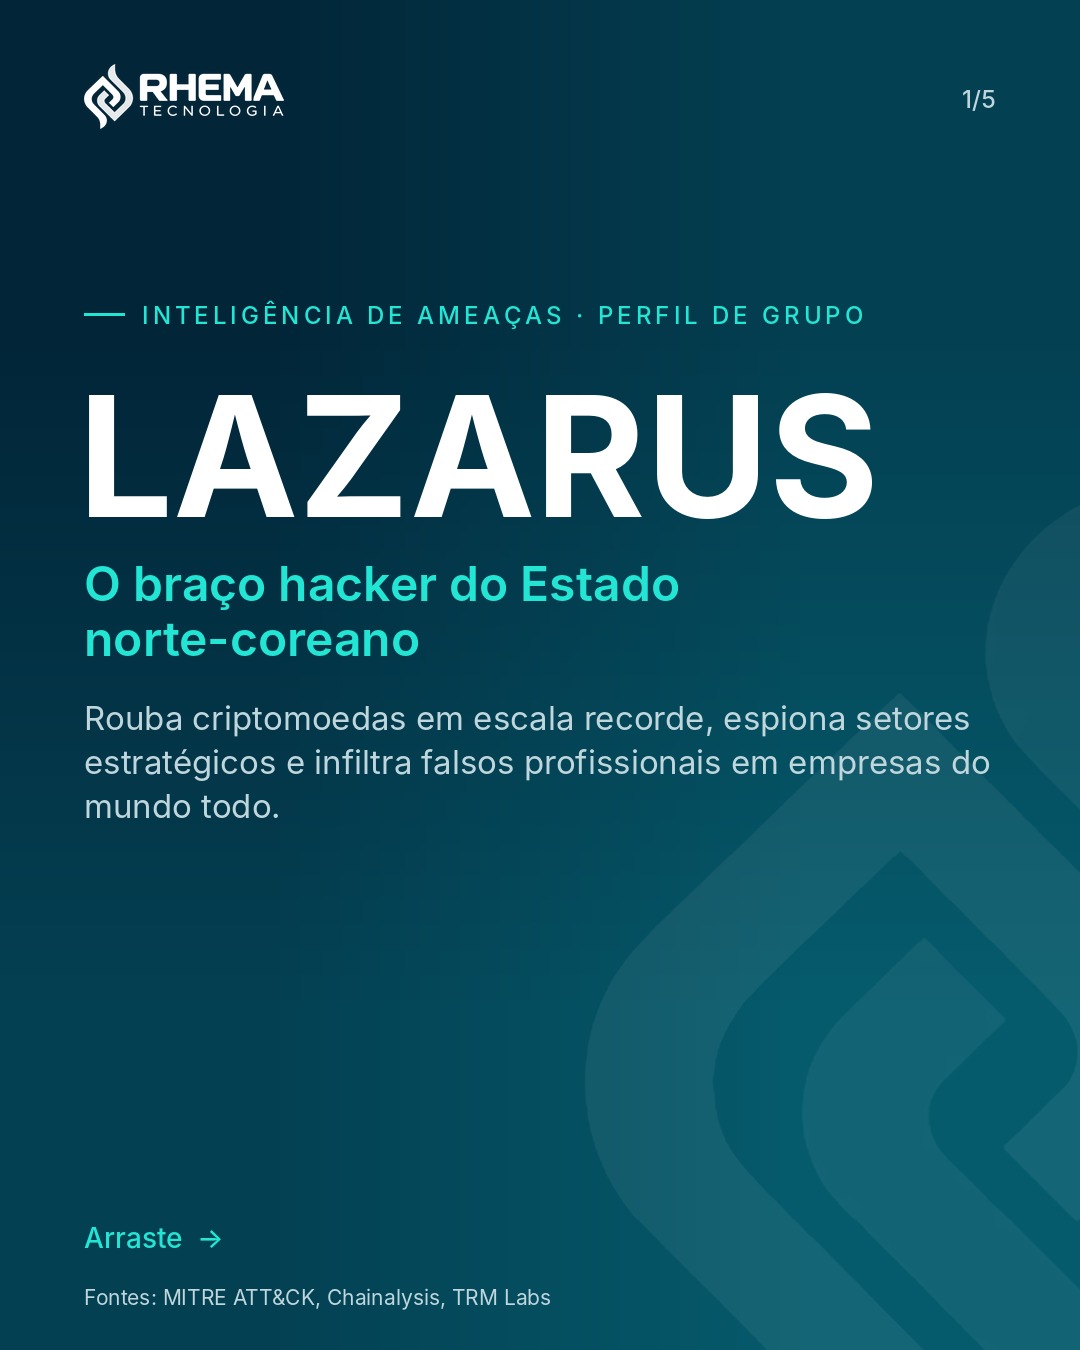 RHEMA
TECNOLOGIA
1/5
INTELIGÊNCIA DE AMEAÇAS · PERFIL DE GRUPO
LAZARUS
O braço hacker do Estado
norte-coreano
Rouba criptomoedas em escala recorde, espiona setores
estratégicos e infiltra falsos profissionais em empresas do
mundo todo.
Arraste →
Fontes: MITRE ATT&CK, Chainalysis, TRM Labs